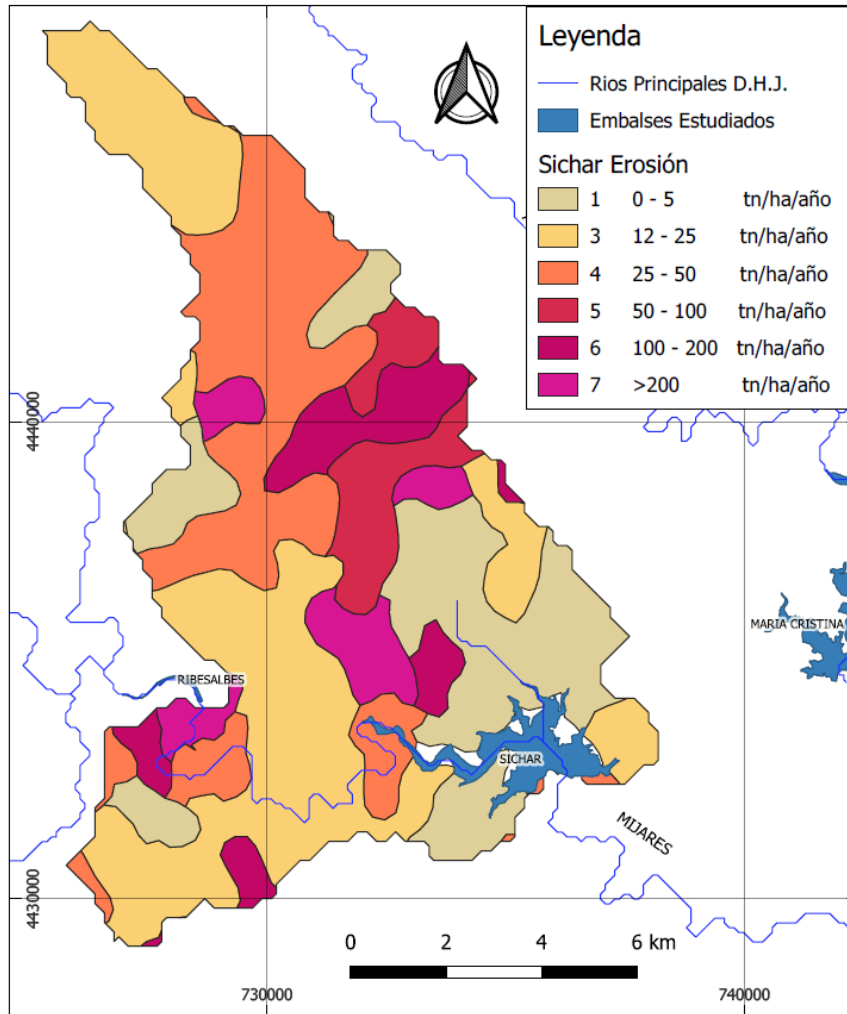 Leyenda
Rios Principales D.H.J.
Embalses Estudiados
Sichar Erosión
1 0 - 5 tn/ha/año
3 12 - 25 tn/ha/año
4 25 - 50 tn/ha/año
5 50 - 100 tn/ha/año
6 100 - 200 tn/ha/año
7 >200 tn/ha/año
4440000
MARIA CRISTINA
RIBESALBES
SICHAR
MIJARES
4430000
0 2 4 6 km
730000 740000